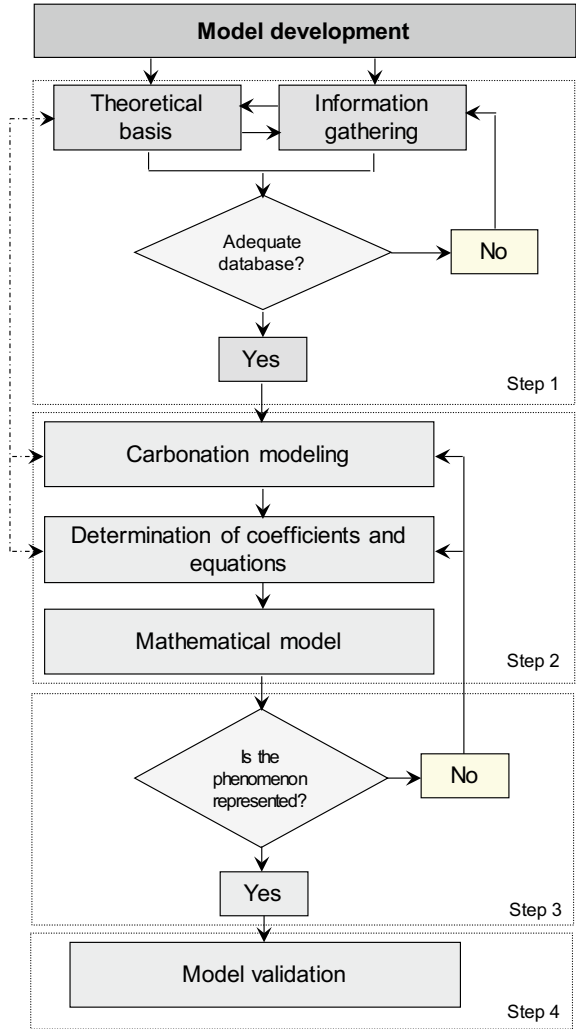 Model development
Theoretical
basis
Information
gathering
Adequate
database?
No
Yes
Step 1
Carbonation modeling
Determination of coefficients and
equations
Mathematical model
Step 2
Is the
phenomenon
represented?
No
Yes
Step 3
Model validation
Step 4